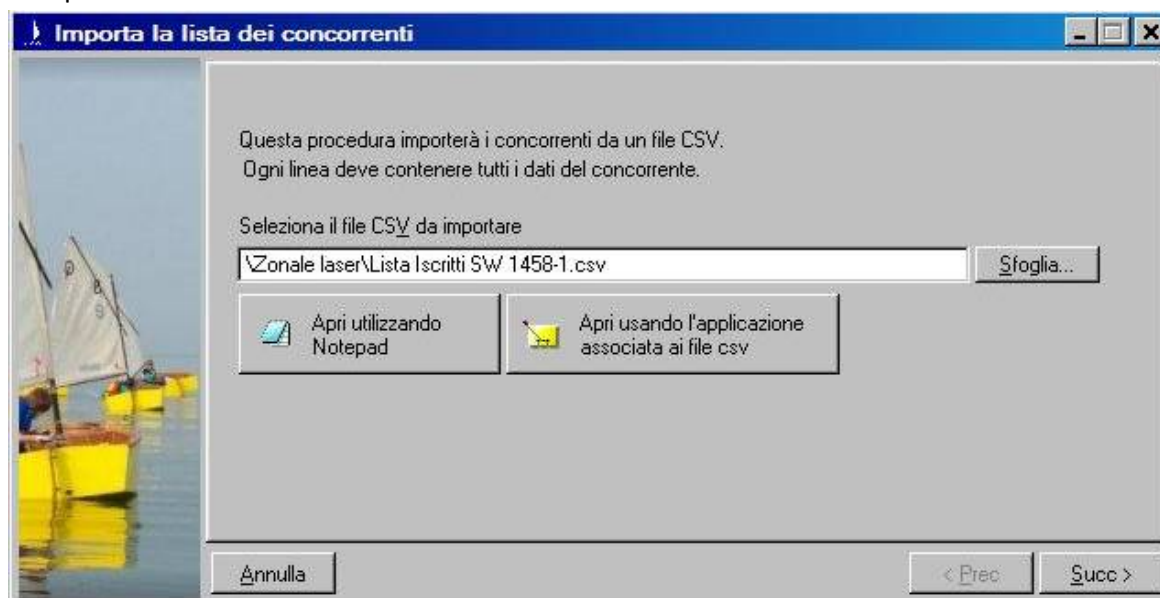 Importa la lista dei concorrenti
Questa procedura importerà i concorrenti da un file CSV.
Ogni linea deve contenere tutti i dati del concorrente.
Seleziona il file CSV da importare
\Zonale laser\Lista Iscritti SW 1458-1.csv
Sfoglia...
Apri utilizzando
Notepad
Apri usando l'applicazione
associata ai file csv
Annulla
< Prec
Succ >